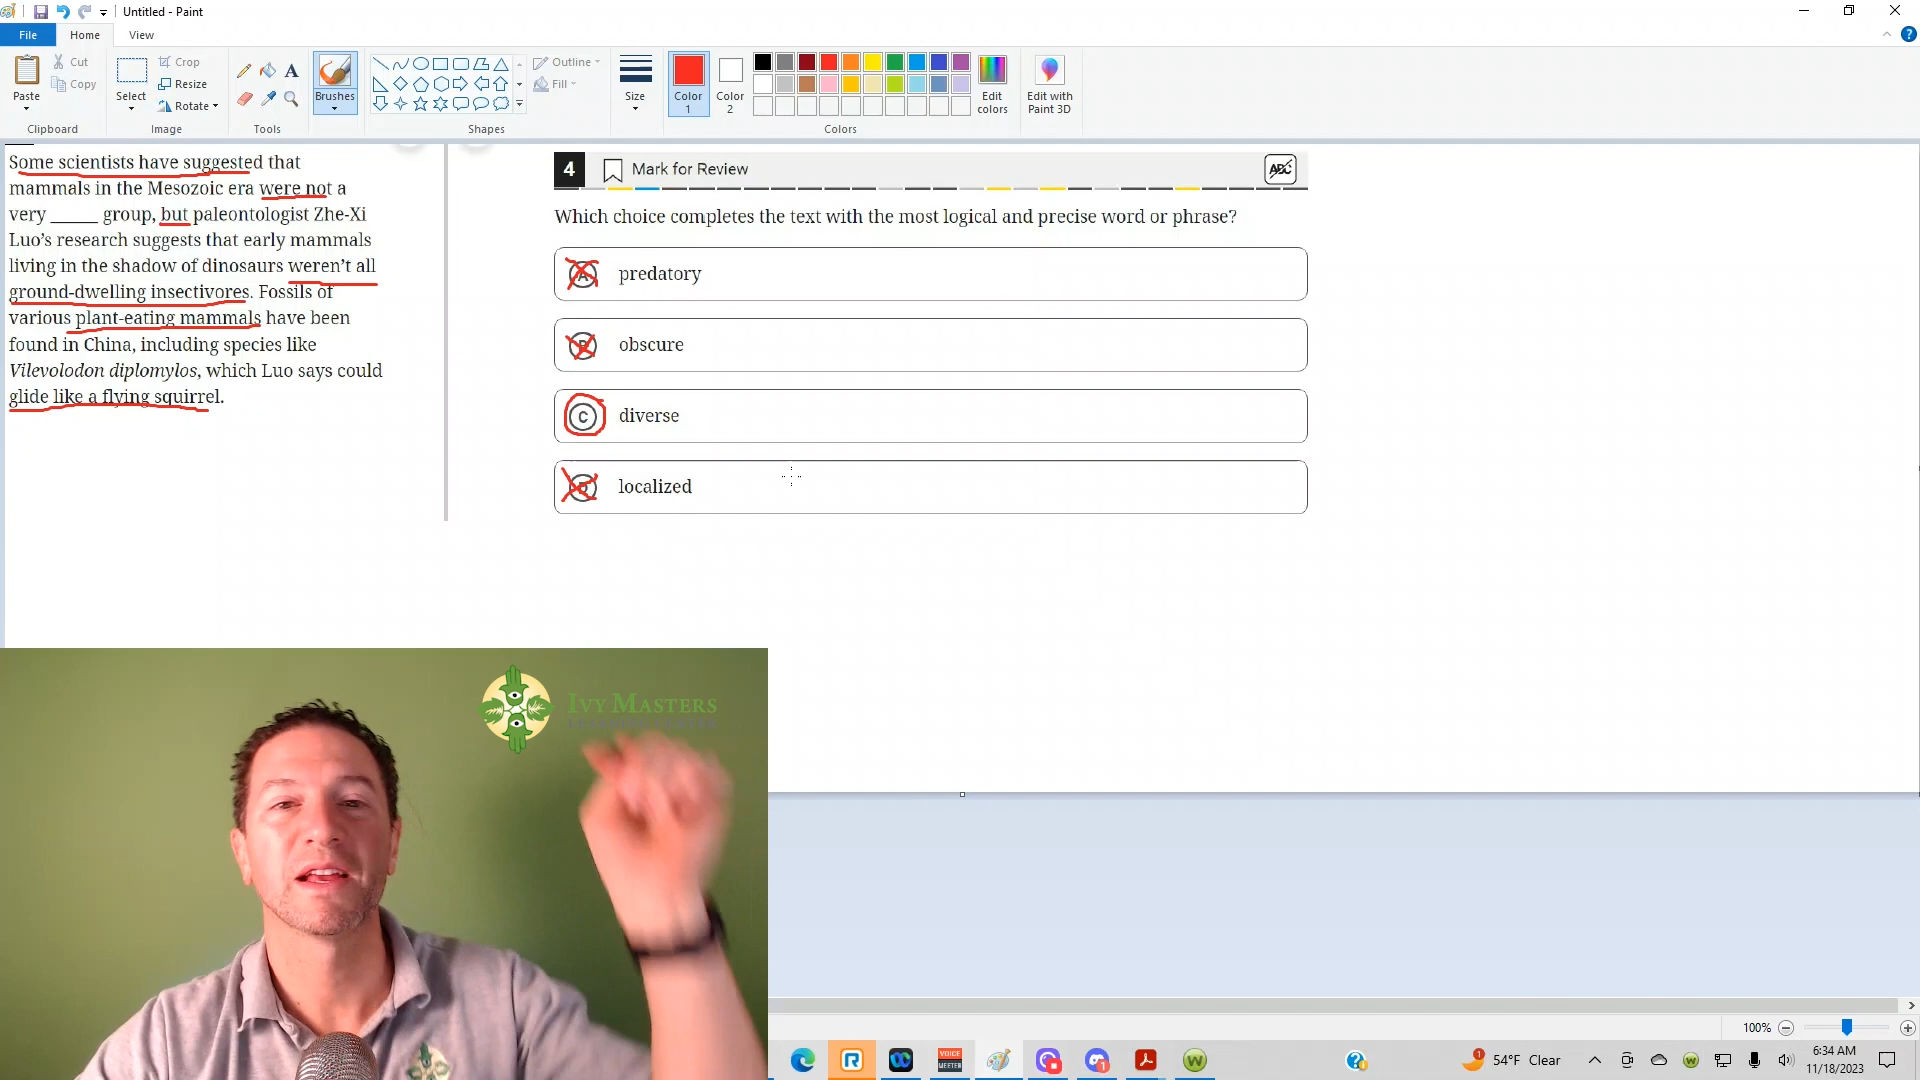 Untitled - Paint
File
Home
View
Paste
Cut
Copy
Clipboard
Select
Crop
Resize
Rotate
Image
A
Tools
Brushes
Outline
Fill
Shapes
Size
Color
1
Color
2
Edit
colors
Colors
Edit with
Paint 3D
Some scientists have suggested that
mammals in the Mesozoic era were not a
very ______ group, but paleontologist Zhe-Xi
Luo's research suggests that early mammals
living in the shadow of dinosaurs weren't all
ground-dwelling insectivores. Fossils of
various plant-eating mammals have been
found in China, including species like
Vilevolodon diplomylos, which Luo says could
glide like a flying squirrel.
4
Mark for Review
ABC
Which choice completes the text with the most logical and precise word or phrase?
A predatory
B obscure
C diverse
D localized
IVY MASTERS
LEARNING CENTER
100%
VOICE
MEETER
54°F Clear
6:34 AM
11/18/2023